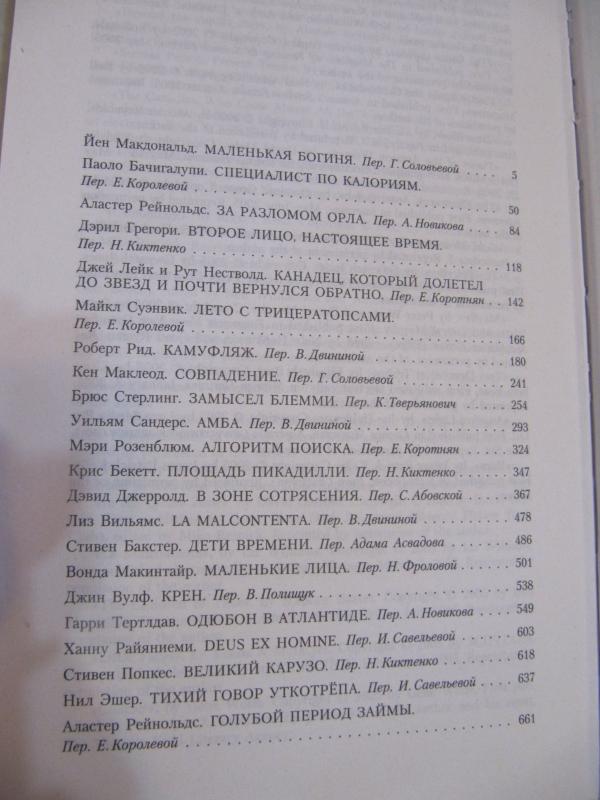 Йен Макдональд. МАЛЕНЬКАЯ БОГИНЯ. Пер. Г. Соловьевой . . . . 5
Паоло Бачигалупи. СПЕЦИАЛИСТ ПО КАЛОРИЯМ.
Пер. Е. Королевой . . . . . . . . . . . . . . . . . . . . . . . . . . . . . . . 50
Аластер Рейнольдс. ЗА РАЗЛОМОМ ОРЛА. Пер. А. Новикова . . . . 84
Дэрил Грегори. ВТОРОЕ ЛИЦО, НАСТОЯЩЕЕ ВРЕМЯ.
Пер. Н. Киктенко . . . . . . . . . . . . . . . . . . . . . . . . . . . . . . . 118
Джей Лейк и Рут Нестволд. КАНАДЕЦ, КОТОРЫЙ ДОЛЕТЕЛ
ДО ЗВЕЗД И ПОЧТИ ВЕРНУЛСЯ ОБРАТНО. Пер. Е. Коротнян . . 142
Майкл Суэнвик. ЛЕТО С ТРИЦЕРАТОПСАМИ.
Пер. Е. Королевой . . . . . . . . . . . . . . . . . . . . . . . . . . . . . . . 166
Роберт Рид. КАМУФЛЯЖ. Пер. В. Двининой . . . . . . . . . . . . . 180
Кен Маклеод. СОВПАДЕНИЕ. Пер. Г. Соловьевой . . . . . . . . . . 241
Брюс Стерлинг. ЗАМЫСЕЛ БЛЕММИ. Пер. К. Тверьянович . . . . 254
Уильям Сандерс. АМБА. Пер. В. Двининой . . . . . . . . . . . . . . 293
Мэри Розенблюм. АЛГОРИТМ ПОИСКА. Пер. Е. Коротнян . . . . 324
Крис Бекетт. ПЛОЩАДЬ ПИКАДИЛЛИ. Пер. Н. Киктенко . . . . . 347
Дэвид Джерролд. В ЗОНЕ СОТРЯСЕНИЯ. Пер. С. Абовской . . . . 367
Лиз Вильямс. LA MALCONTENTA. Пер. В. Двининой . . . . . . . . 478
Стивен Бакстер. ДЕТИ ВРЕМЕНИ. Пер. Адама Асвадова . . . . . . 486
Вонда Макинтайр. МАЛЕНЬКИЕ ЛИЦА. Пер. Н. Фроловой . . . . 501
Джин Вулф. КРЕН. Пер. В. Полищук . . . . . . . . . . . . . . . . . 538
Гарри Тертлдав. ОДЮБОН В АТЛАНТИДЕ. Пер. А. Новикова . . . 549
Ханну Райяниеми. DEUS EX HOMINE. Пер. И. Савельевой . . . . . 603
Стивен Попкес. ВЕЛИКИЙ КАРУЗО. Пер. Н. Киктенко . . . . . . . 618
Нил Эшер. ТИХИЙ ГОВОР УТКОТРЁПА. Пер. И. Савельевой . . . . 637
Аластер Рейнольдс. ГОЛУБОЙ ПЕРИОД ЗАЙМЫ.
Пер. Е. Королевой . . . . . . . . . . . . . . . . . . . . . . . . . . . . . . . 661